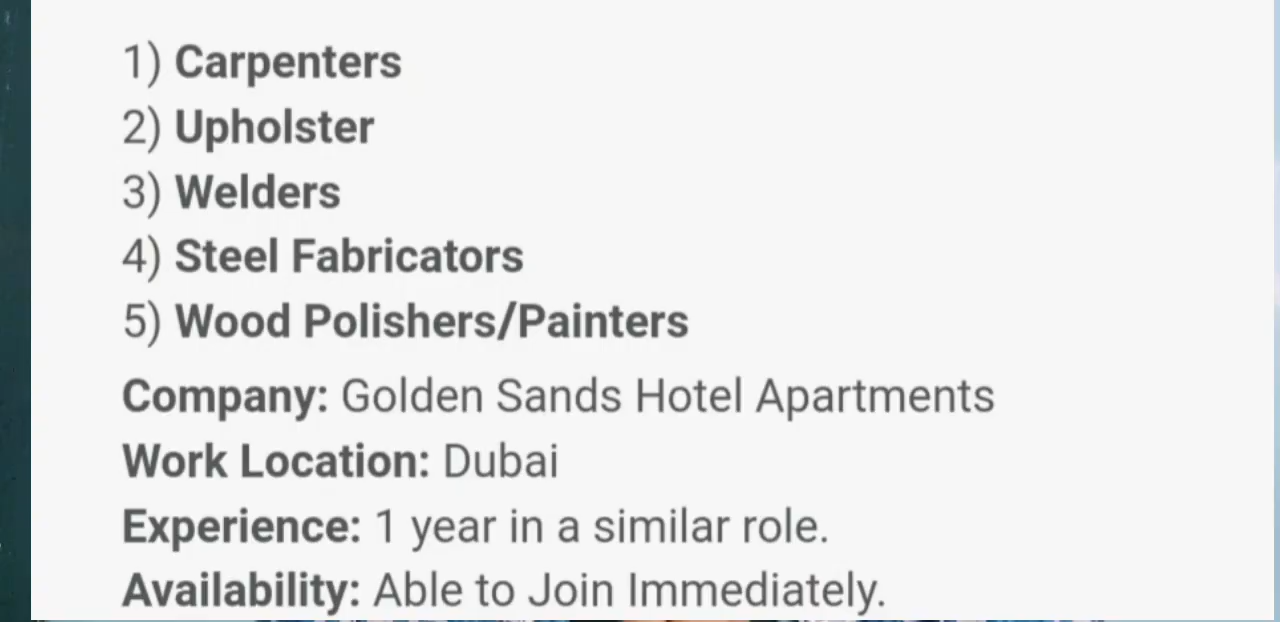 1) Carpenters
2) Upholster
3) Welders
4) Steel Fabricators
5) Wood Polishers/Painters
Company: Golden Sands Hotel Apartments
Work Location: Dubai
Experience: 1 year in a similar role.
Availability: Able to Join Immediately.